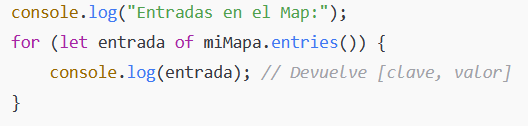 console.log("Entradas en el Map:");
for (let entrada of miMapa.entries()) {
    console.log(entrada); // Devuelve [clave, valor]
}